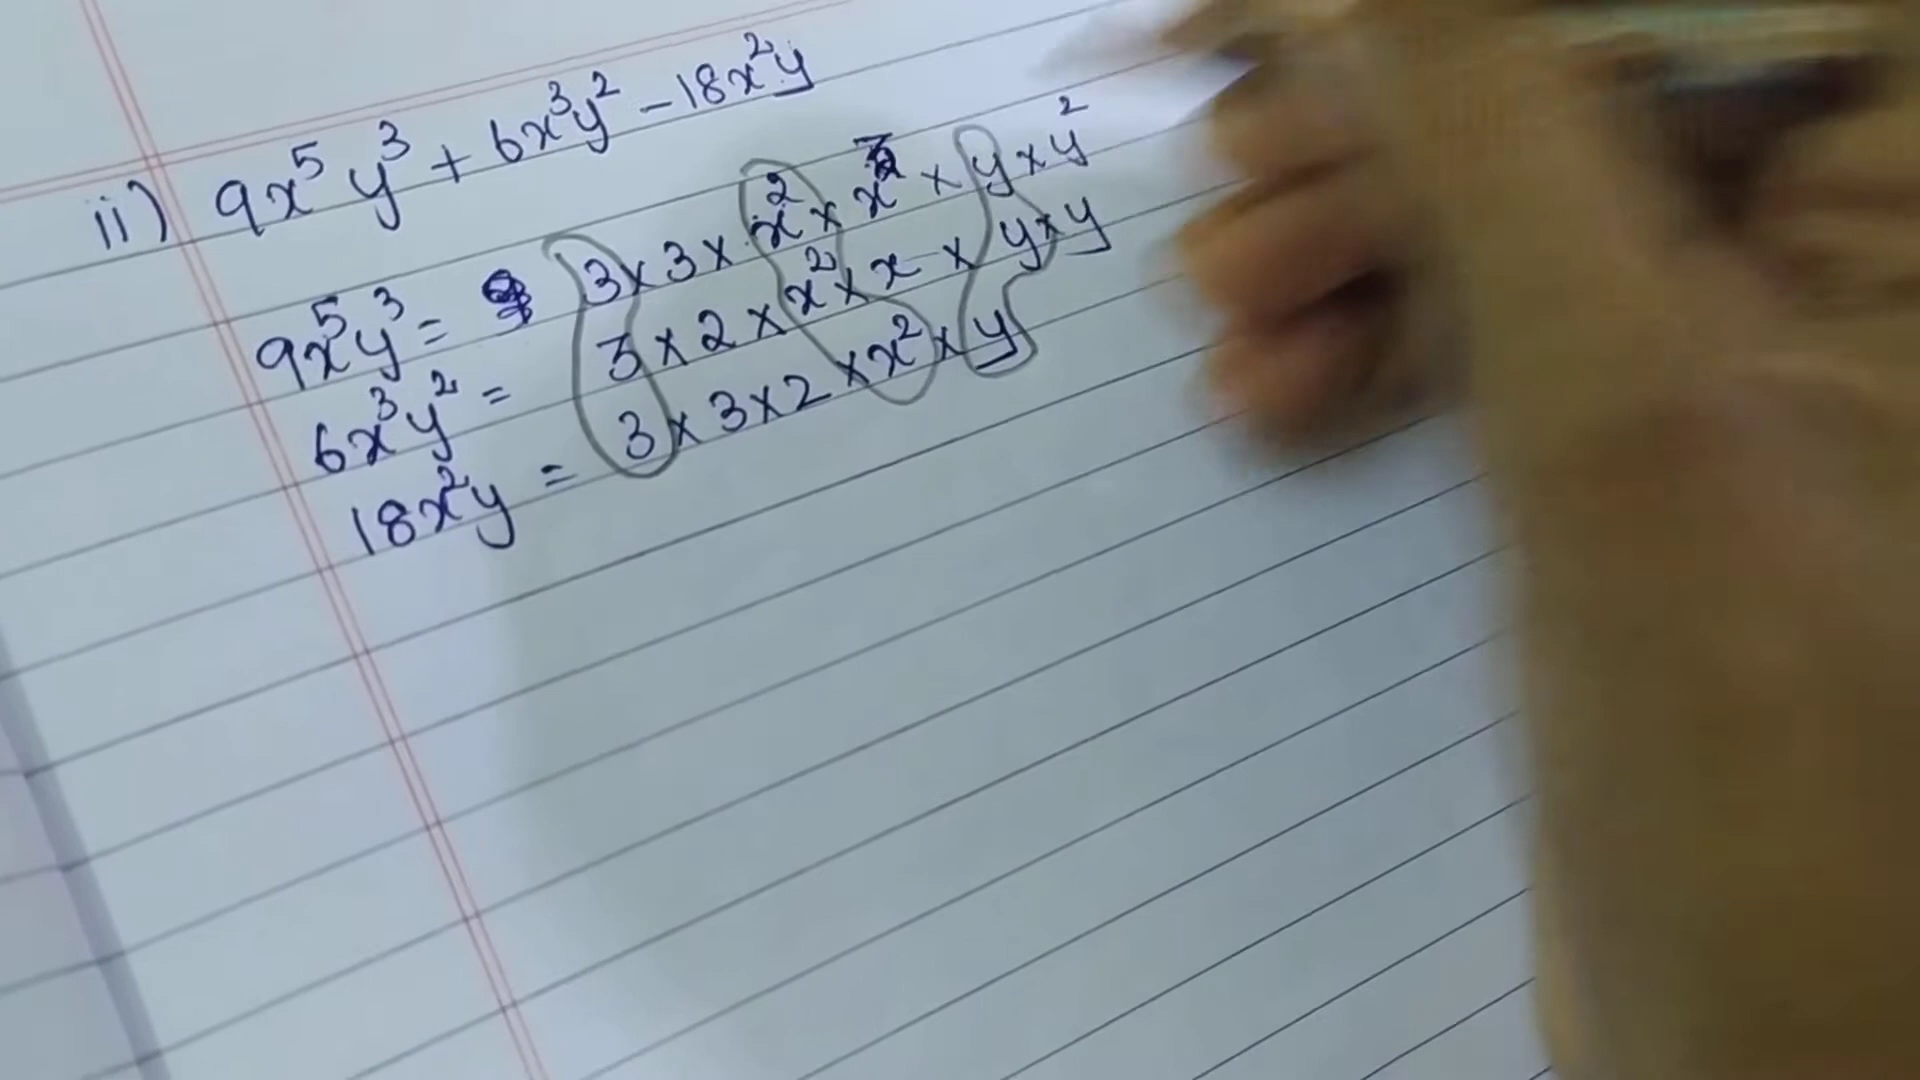 ii) 9x⁵y³ + 6x³y² − 18x²y
9x⁵y³ = 3 × 3 × x² × x³ × y × y²
6x³y² = 3 × 2 × x² × x × y × y
18x²y = 3 × 3 × 2 × x² × y